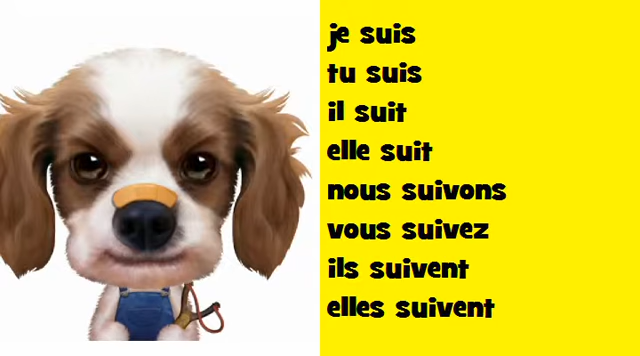 je suis
tu suis
il suit
elle suit
nous suivons
vous suivez
ils suivent
elles suivent